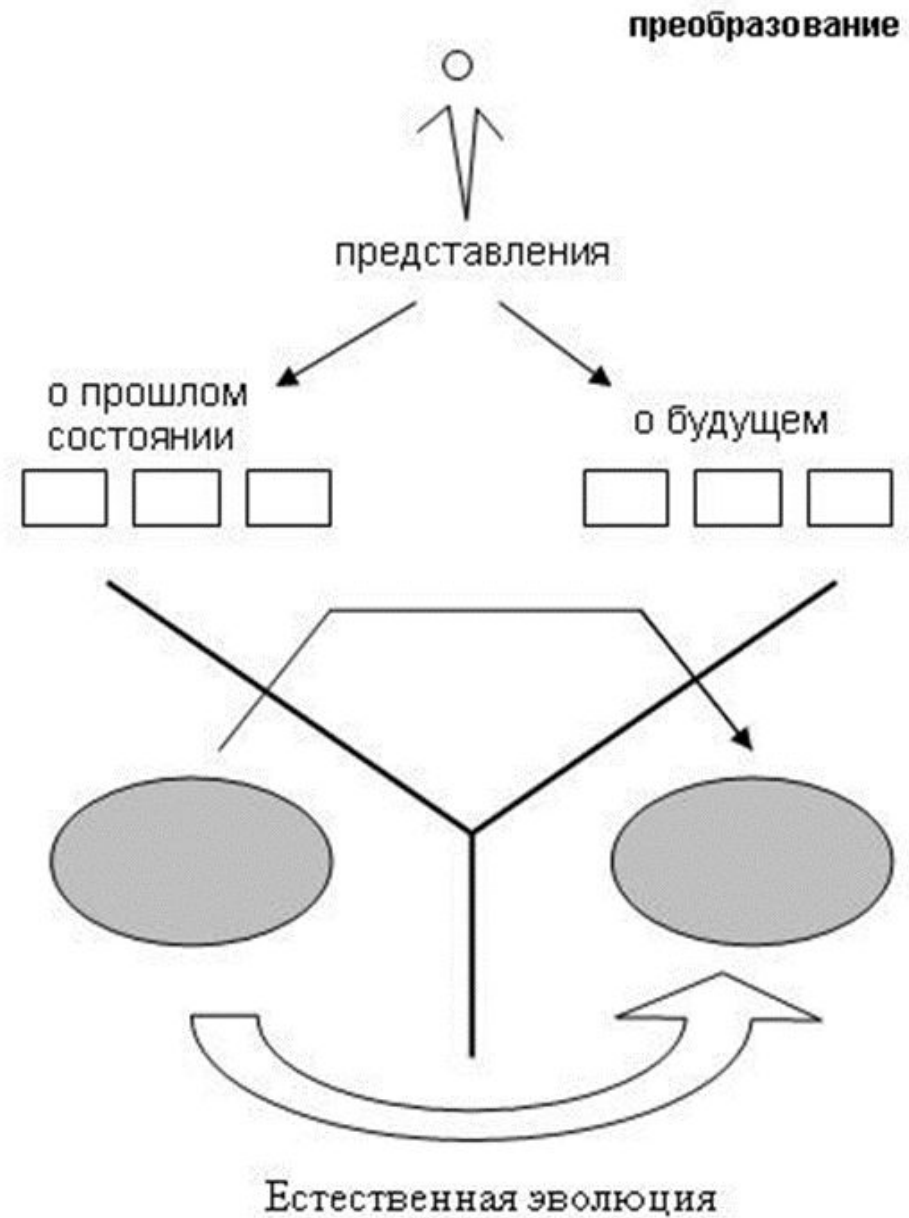 преобразование
представления
о прошлом
состоянии
о будущем
Естественная эволюция